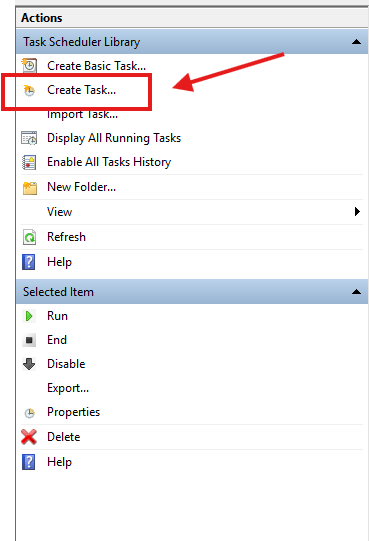 Actions
Task Scheduler Library
Create Basic Task...
Create Task...
Import Task...
Display All Running Tasks
Enable All Tasks History
New Folder...
View
Refresh
Help
Selected Item
Run
End
Disable
Export...
Properties
Delete
Help